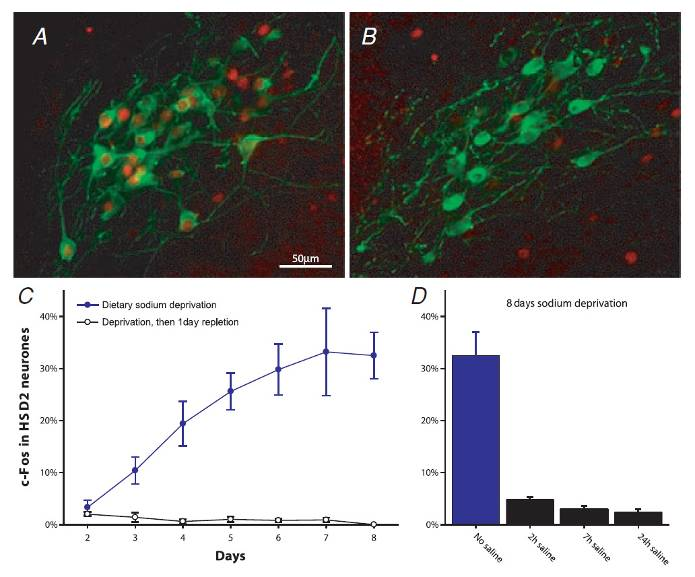 A
B
50μm
C
D
Dietary sodium deprivation
Deprivation, then 1day repletion
8 days sodium deprivation
c-Fos in HSD2 neurones
40%
30%
20%
10%
0%
2 3 4 5 6 7 8
Days
40%
30%
20%
10%
0%
No saline
2h saline
7h saline
24h saline